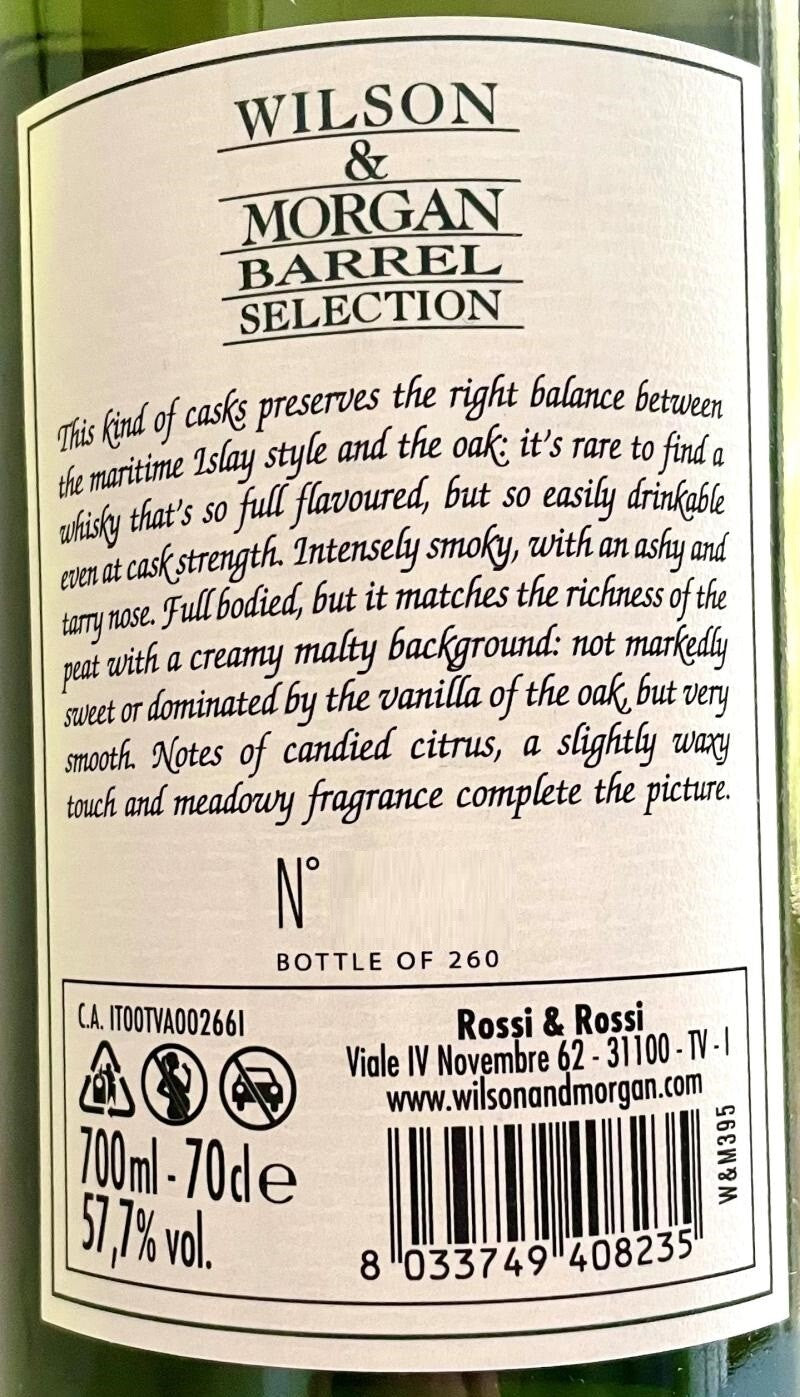 WILSON
&
MORGAN
BARREL
SELECTION
This kind of casks preserves the right balance between
the maritime Islay style and the oak: it's rare to find a
whisky that's so full flavoured, but so easily drinkable
even at cask strength. Intensely smoky, with an ashy and
tarry nose. Full bodied, but it matches the richness of the
peat with a creamy malty background: not markedly
sweet or dominated by the vanilla of the oak, but very
smooth. Notes of candied citrus, a slightly waxy
touch and meadowy fragrance complete the picture.
N°
BOTTLE OF 260
C.A. IT00TVA00266I
Rossi & Rossi
Viale IV Novembre 62 - 31100 - TV - I
www.wilsonandmorgan.com
700ml - 70cl e
57,7% vol.
W&M395
8 033749 408235